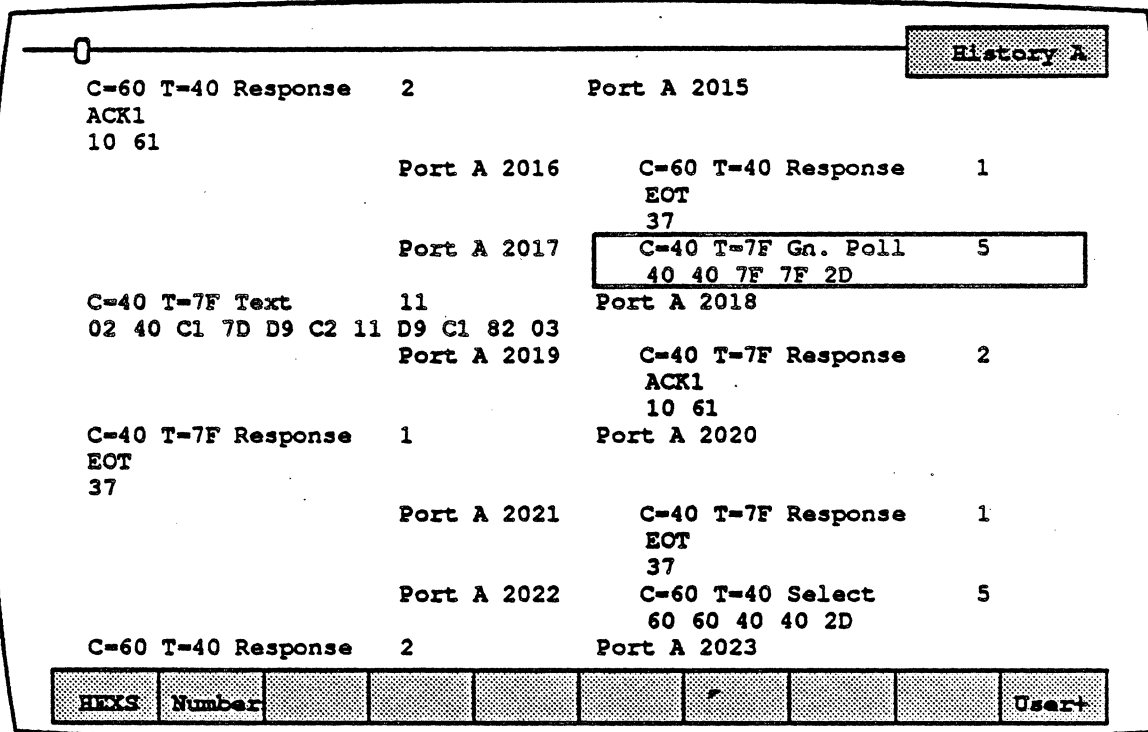 History A
C=60 T=40 Response 2 Port A 2015
ACK1
10 61
Port A 2016 C=60 T=40 Response 1
EOT
37
Port A 2017 C=40 T=7F Gn. Poll 5
40 40 7F 7F 2D
C=40 T=7F Text 11 Port A 2018
02 40 C1 7D D9 C2 11 D9 C1 82 03
Port A 2019 C=40 T=7F Response 2
ACK1
10 61
C=40 T=7F Response 1 Port A 2020
EOT
37
Port A 2021 C=40 T=7F Response 1
EOT
37
Port A 2022 C=60 T=40 Select 5
60 60 40 40 2D
C=60 T=40 Response 2 Port A 2023
HEXS Number User+